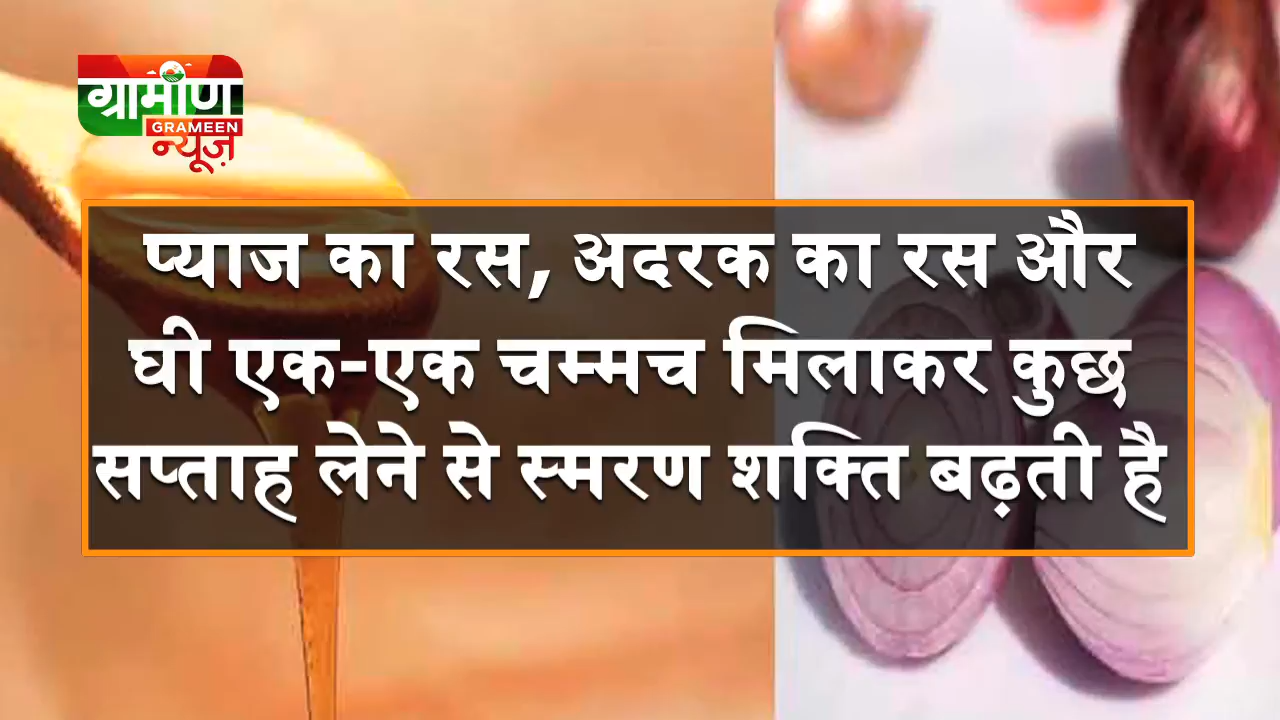 ग्रामीण
GRAMEEN
न्यूज़
प्याज का रस, अदरक का रस और
घी एक-एक चम्मच मिलाकर कुछ
सप्ताह लेने से स्मरण शक्ति बढ़ती है